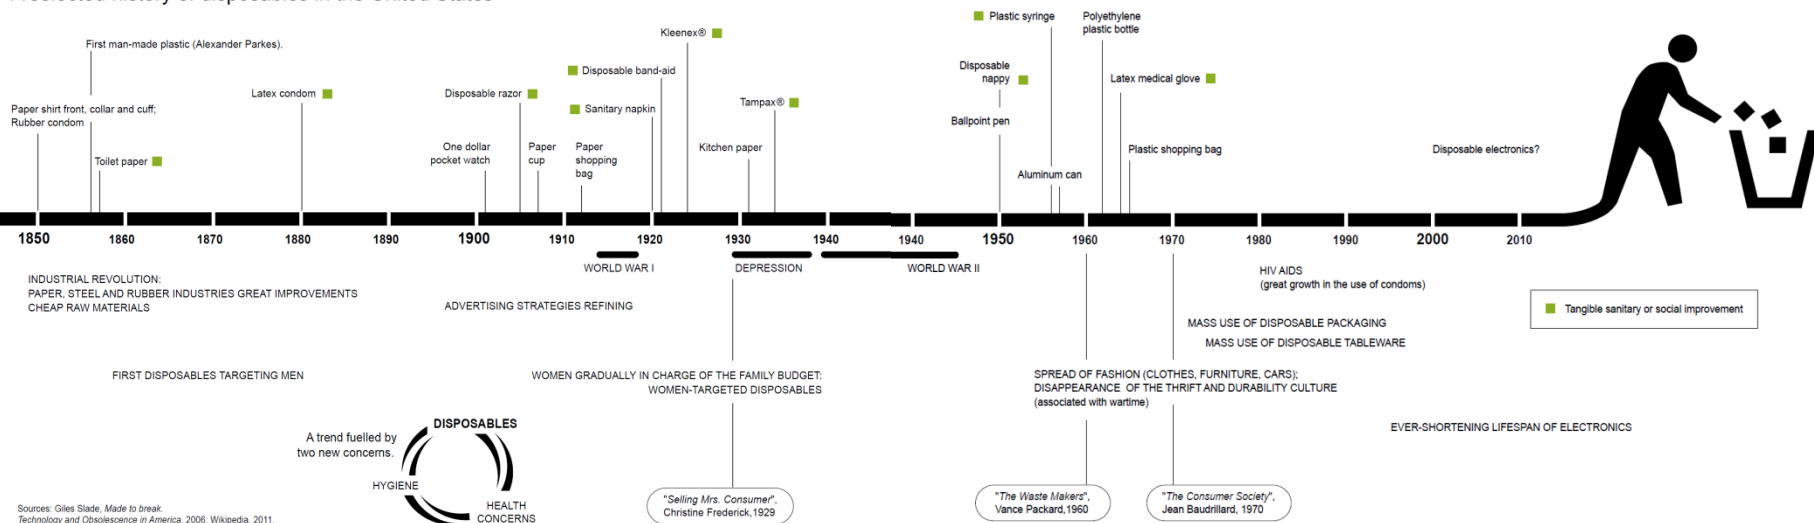 First man-made plastic (Alexander Parkes).
Paper shirt front, collar and cuff;
Rubber condom
Toilet paper
Latex condom
Disposable razor
One dollar
pocket watch
Paper
cup
Paper
shopping
bag
Disposable band-aid
Sanitary napkin
Kleenex®
Tampax®
Kitchen paper
Plastic syringe
Disposable
nappy
Ballpoint pen
Aluminum can
Polyethylene
plastic bottle
Latex medical glove
Plastic shopping bag
Disposable electronics?
1850
1860
1870
1880
1890
1900
1910
1920
1930
1940
1940
1950
1960
1970
1980
1990
2000
2010
WORLD WAR I
DEPRESSION
WORLD WAR II
INDUSTRIAL REVOLUTION:
PAPER, STEEL AND RUBBER INDUSTRIES GREAT IMPROVEMENTS
CHEAP RAW MATERIALS
ADVERTISING STRATEGIES REFINING
HIV AIDS
(great growth in the use of condoms)
Tangible sanitary or social improvement
MASS USE OF DISPOSABLE PACKAGING
MASS USE OF DISPOSABLE TABLEWARE
FIRST DISPOSABLES TARGETING MEN
WOMEN GRADUALLY IN CHARGE OF THE FAMILY BUDGET:
WOMEN-TARGETED DISPOSABLES
SPREAD OF FASHION (CLOTHES, FURNITURE, CARS);
DISAPPEARANCE OF THE THRIFT AND DURABILITY CULTURE
(associated with wartime)
EVER-SHORTENING LIFESPAN OF ELECTRONICS
A trend fuelled by
two new concerns.
DISPOSABLES
HYGIENE
HEALTH
CONCERNS
"Selling Mrs. Consumer",
Christine Frederick,1929
"The Waste Makers",
Vance Packard,1960
"The Consumer Society",
Jean Baudrillard, 1970
Sources: Giles Slade, Made to break.
Technology and Obsolescence in America, 2006; Wikipedia, 2011.